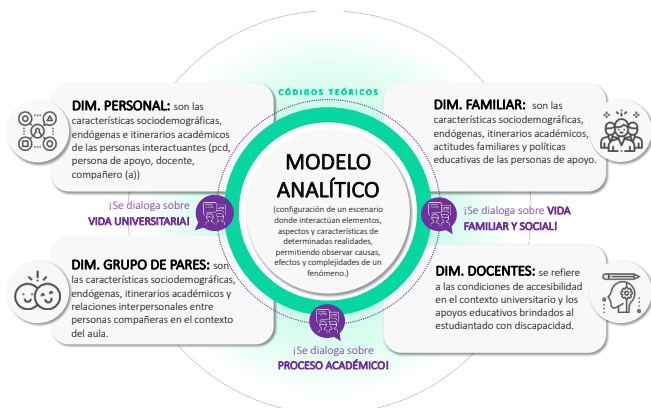 CÓDIGOS TEÓRICOS
DIM. PERSONAL: son las
características sociodemográficas,
endógenas e itinerarios académicos
de las personas interactuantes (pcd,
persona de apoyo, docente,
compañero (a))
DIM. FAMILIAR: son las
características sociodemográficas,
endógenas, itinerarios académicos,
actitudes familiares y políticas
educativas de las personas de apoyo.
MODELO
ANALÍTICO
(configuración de un escenario
donde interactúan elementos,
aspectos y características de
determinadas realidades,
permitiendo observar causas,
efectos y complejidades de un
fenómeno.)
¡Se dialoga sobre
VIDA UNIVERSITARIA!
¡Se dialoga sobre VIDA
FAMILIAR Y SOCIAL!
DIM. GRUPO DE PARES: son
las características sociodemográficas,
endógenas, itinerarios académicos y
relaciones interpersonales entre
personas compañeras en el contexto
del aula.
DIM. DOCENTES: se refiere
a las condiciones de accesibilidad
en el contexto universitario y los
apoyos educativos brindados al
estudiantado con discapacidad.
¡Se dialoga sobre
PROCESO ACADÉMICO!